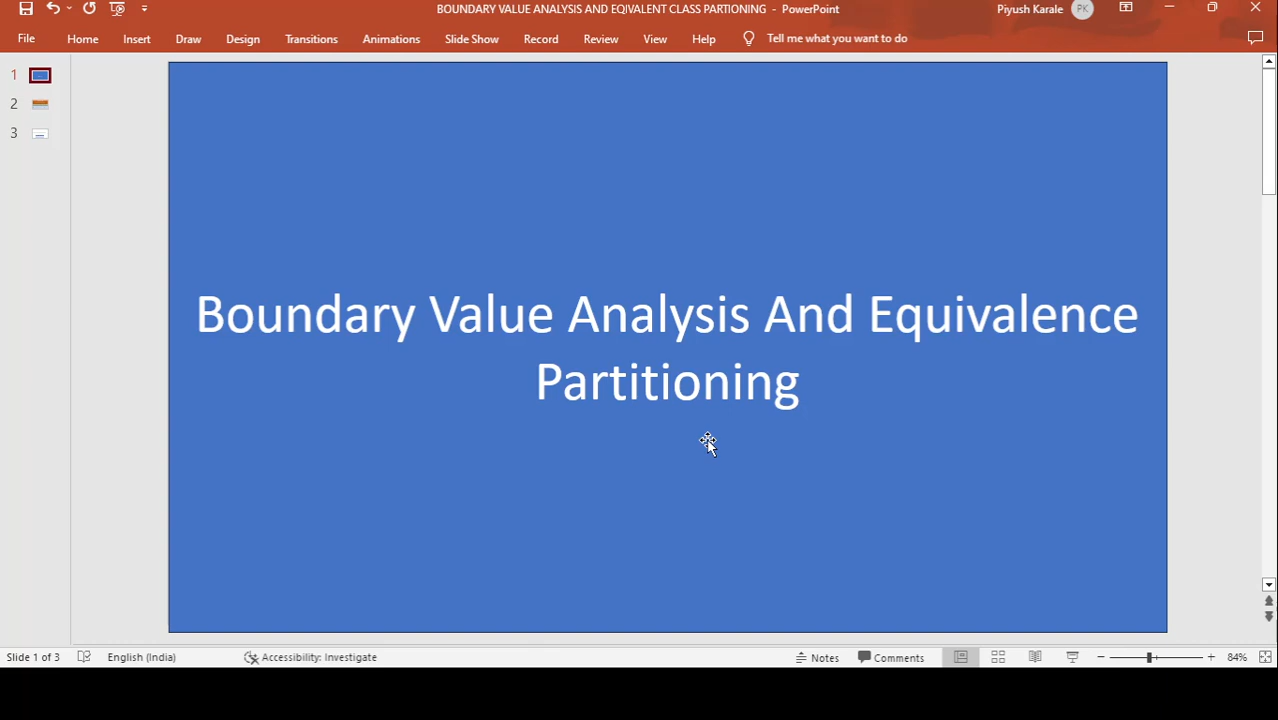 BOUNDARY VALUE ANALYSIS AND EQIVALENT CLASS PARTIONING - PowerPoint
Piyush Karale PK
File Home Insert Draw Design Transitions Animations Slide Show Record Review View Help Tell me what you want to do
1
2
3
Boundary Value Analysis And Equivalence
Partitioning
Slide 1 of 3 English (India) Accessibility: Investigate Notes Comments 84%